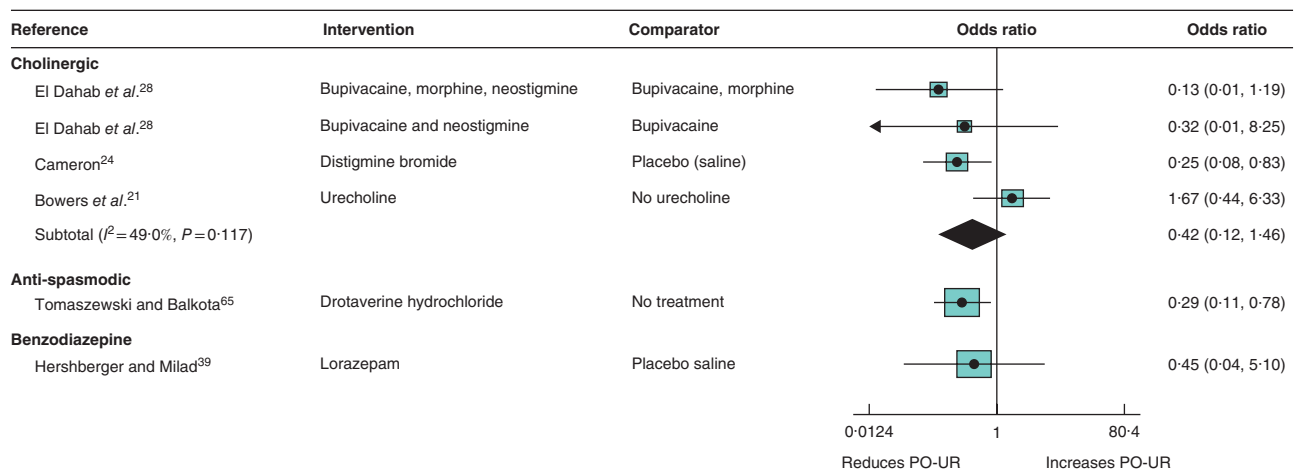 Reference Intervention Comparator Odds ratio Odds ratio
Cholinergic
El Dahab et al.28 Bupivacaine, morphine, neostigmine Bupivacaine, morphine 0·13 (0·01, 1·19)
El Dahab et al.28 Bupivacaine and neostigmine Bupivacaine 0·32 (0·01, 8·25)
Cameron24 Distigmine bromide Placebo (saline) 0·25 (0·08, 0·83)
Bowers et al.21 Urecholine No urecholine 1·67 (0·44, 6·33)
Subtotal (I2 = 49·0%, P = 0·117) 0·42 (0·12, 1·46)
Anti-spasmodic
Tomaszewski and Balkota65 Drotaverine hydrochloride No treatment 0·29 (0·11, 0·78)
Benzodiazepine
Hershberger and Milad39 Lorazepam Placebo saline 0·45 (0·04, 5·10)
0·0124 1 80·4
Reduces PO-UR Increases PO-UR